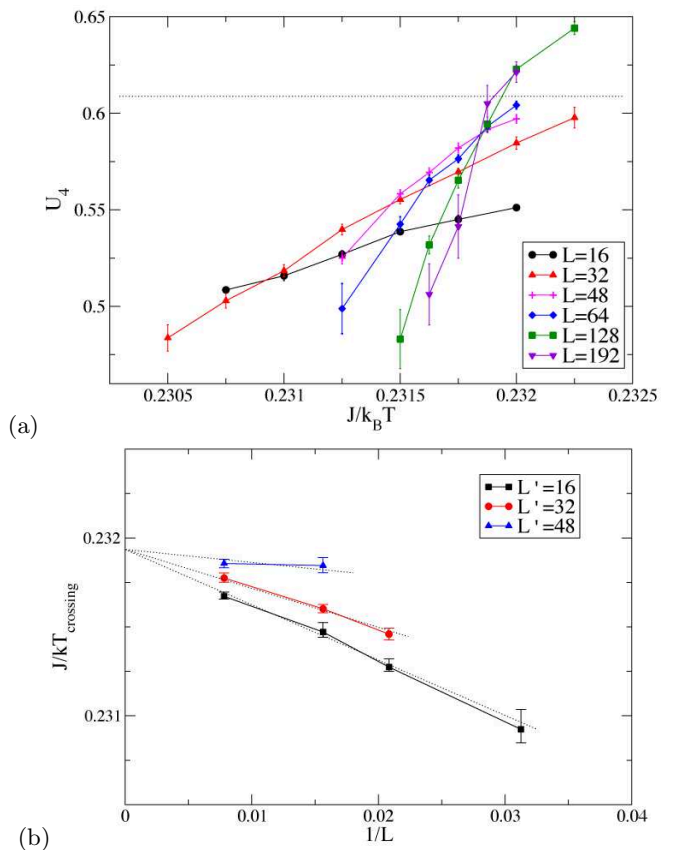 0.65
0.6
U4
0.55
0.5
L=16
L=32
L=48
L=64
L=128
L=192
0.2305 0.231 0.2315 0.232 0.2325
J/kBT
(a)
L'=16
L'=32
L'=48
0.232
J/kTcrossing
0.231
0 0.01 0.02 0.03 0.04
1/L
(b)